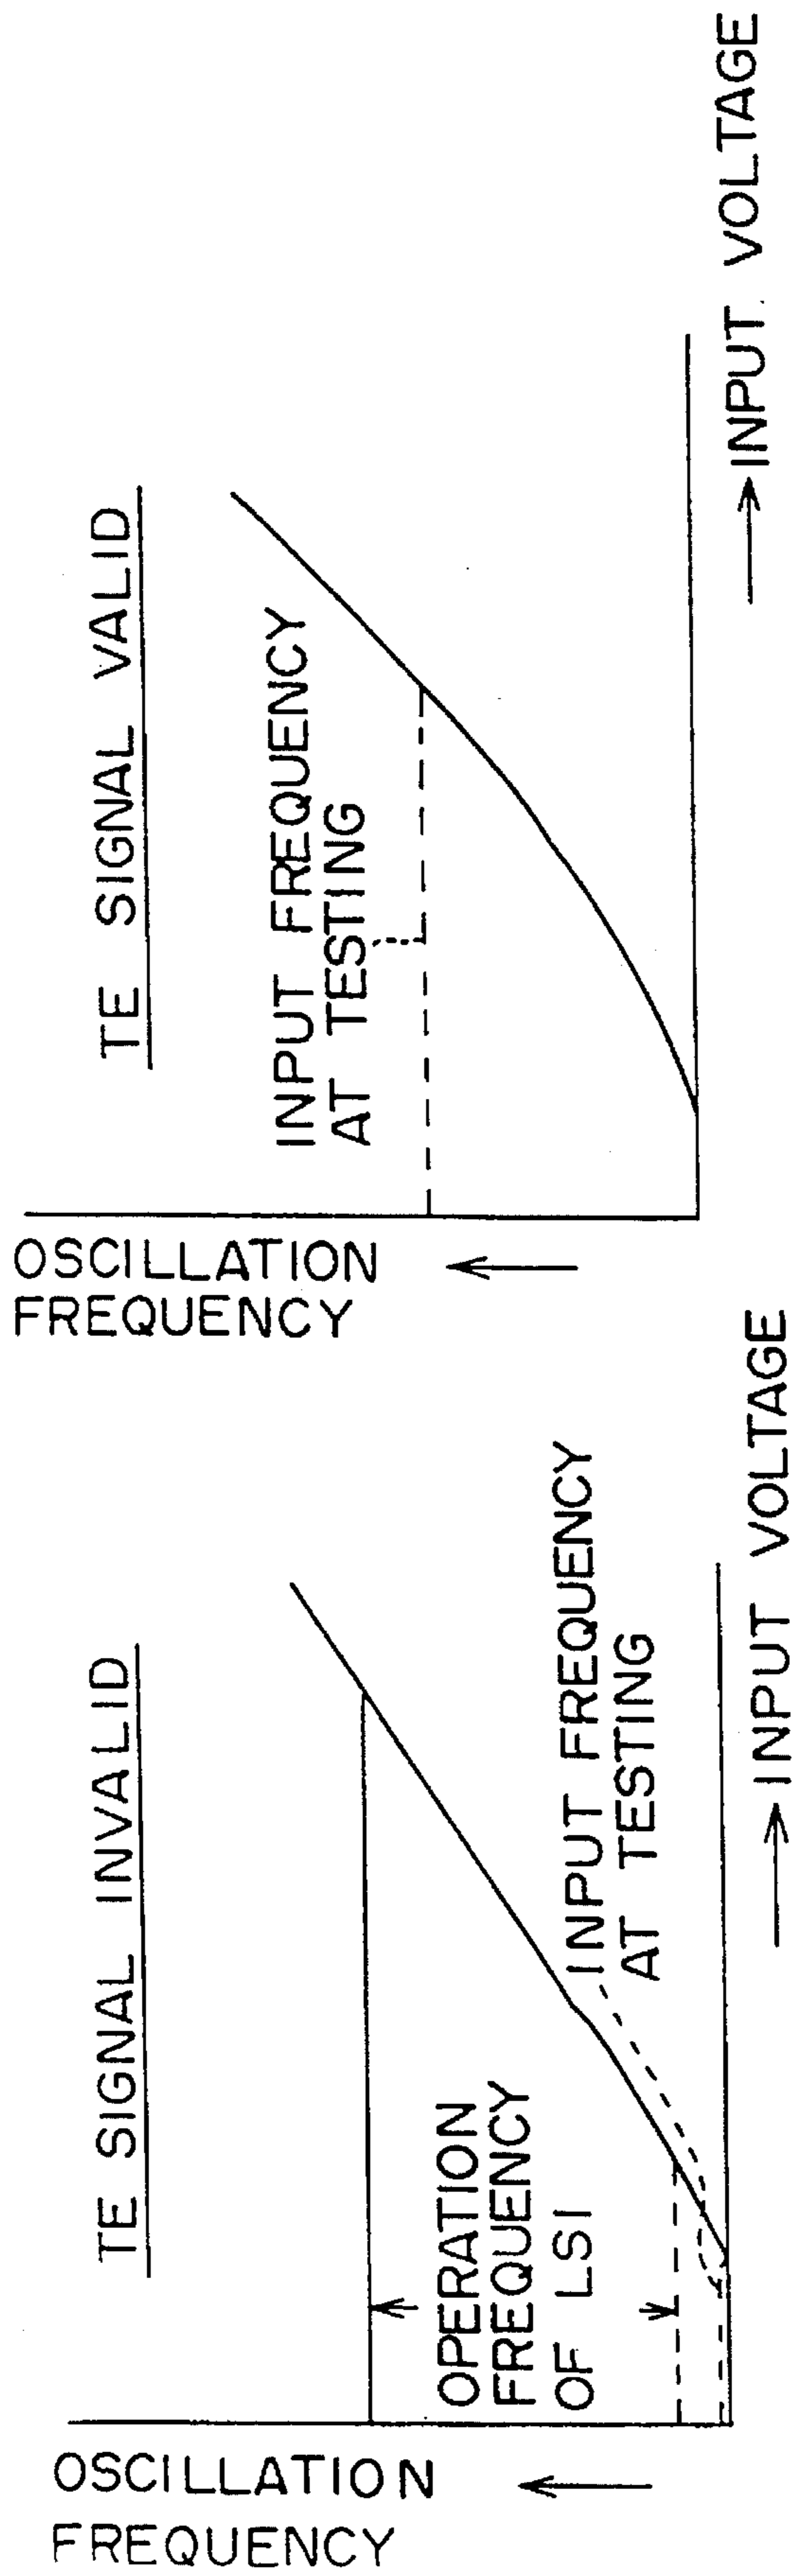 TE SIGNAL INVALID
OSCILLATION
FREQUENCY
OPERATION
FREQUENCY
OF LSI
INPUT FREQUENCY
AT TESTING
INPUT VOLTAGE
TE SIGNAL VALID
OSCILLATION
FREQUENCY
INPUT FREQUENCY
AT TESTING
INPUT VOLTAGE